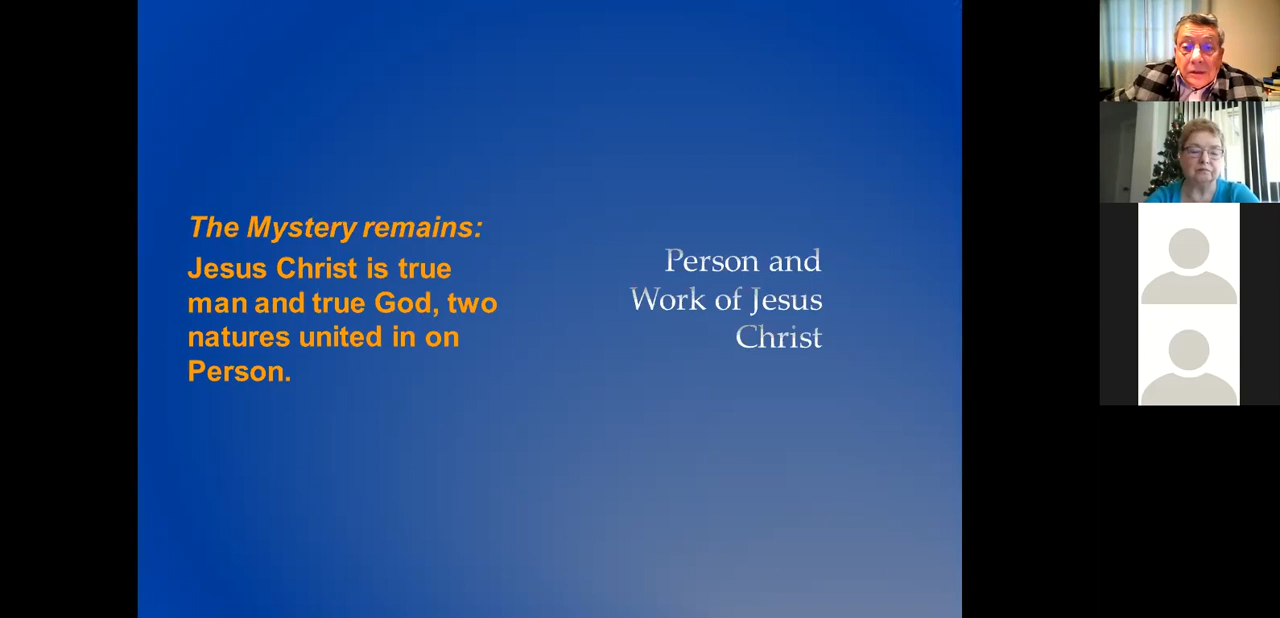 The Mystery remains:
Jesus Christ is true
man and true God, two
natures united in on
Person.
Person and
Work of Jesus
Christ